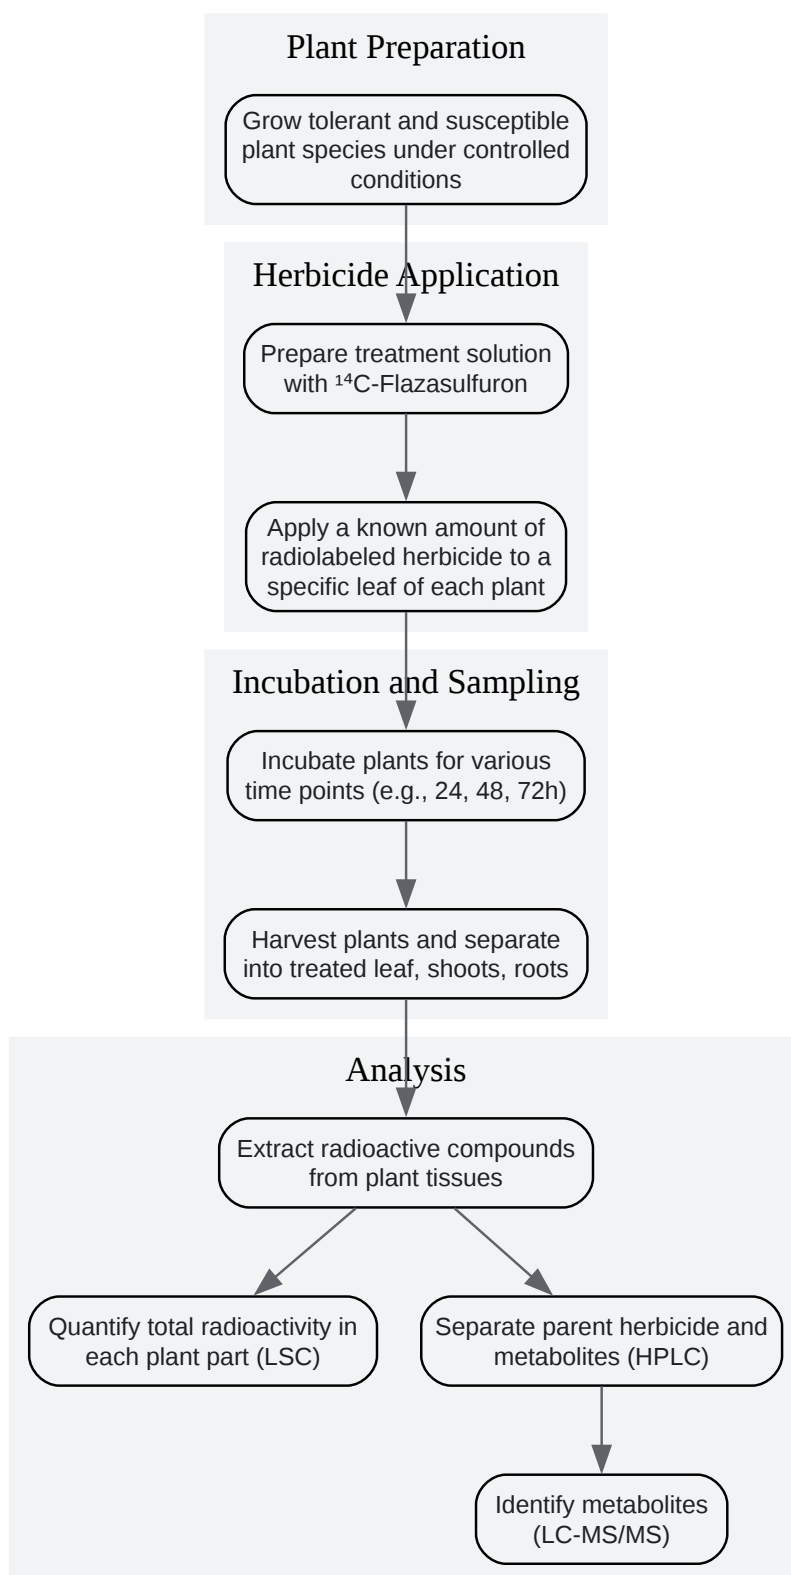 Plant Preparation
Grow tolerant and susceptible
plant species under controlled
conditions
Herbicide Application
Prepare treatment solution
with ¹⁴C-Flazasulfuron
Apply a known amount of
radiolabeled herbicide to a
specific leaf of each plant
Incubation and Sampling
Incubate plants for various
time points (e.g., 24, 48, 72h)
Harvest plants and separate
into treated leaf, shoots, roots
Analysis
Extract radioactive compounds
from plant tissues
Quantify total radioactivity in
each plant part (LSC)
Separate parent herbicide and
metabolites (HPLC)
Identify metabolites
(LC-MS/MS)